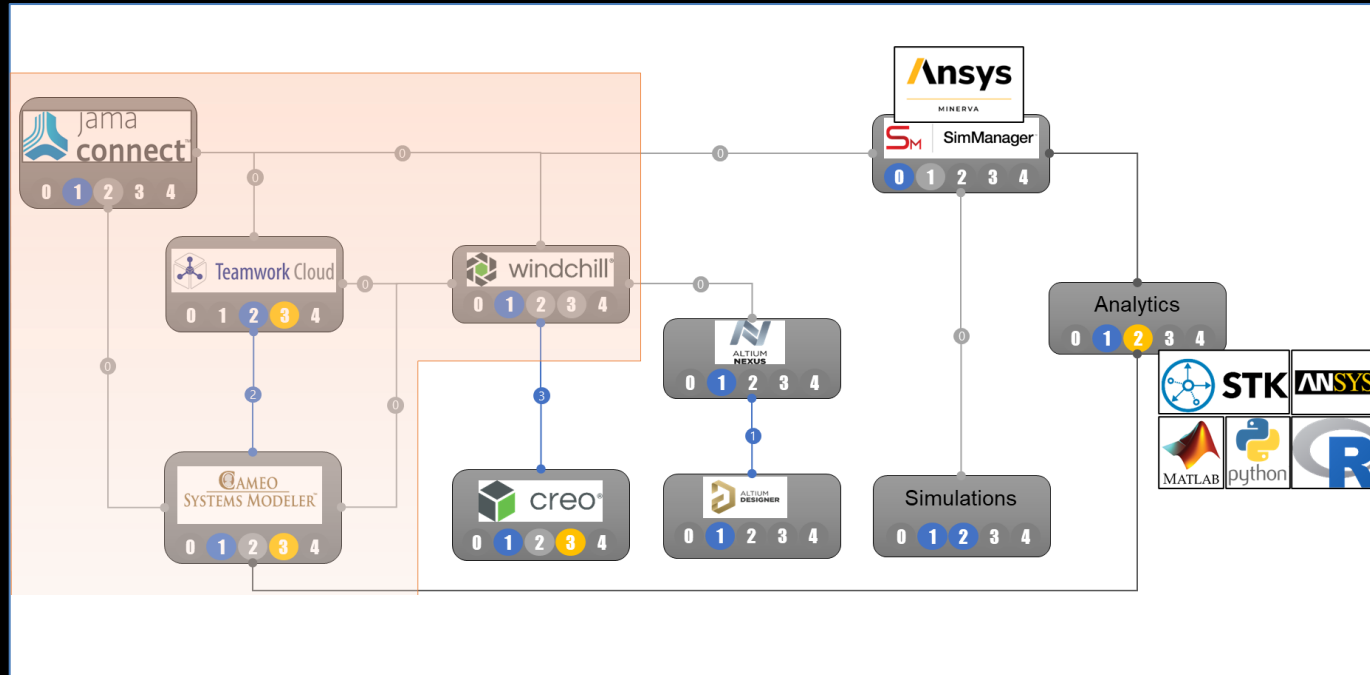 Ansys
MINERVA
jama
connect™
SM SimManager
0 1 2 3 4
0 1 2 3 4
0
0
0
Teamwork Cloud
0 1 2 3 4
windchill®
0 1 2 3 4
0
0
0
Analytics
0 1 2 3 4
ALTIUM
NEXUS
0 1 2 3 4
0
0
2
3
0
1
STK
ANSYS
MATLAB
python
R
CAMEO
SYSTEMS MODELER™
0 1 2 3 4
creo®
0 1 2 3 4
ALTIUM
DESIGNER
0 1 2 3 4
Simulations
0 1 2 3 4